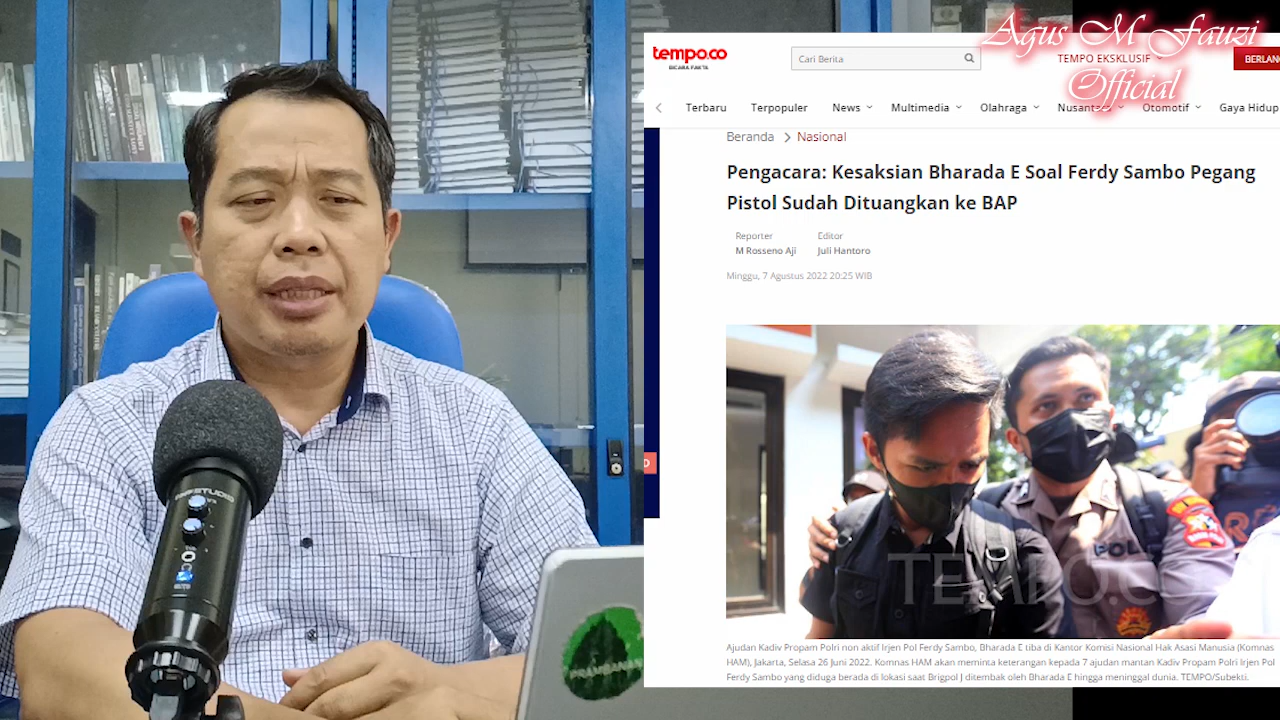 Agus M Fauzi
Official
tempo.co
BICARA FAKTA
Cari Berita
TEMPO EKSKLUSIF
BERLANG
Terbaru
Terpopuler
News
Multimedia
Olahraga
Nusantara
Otomotif
Gaya Hidup
Beranda > Nasional
Pengacara: Kesaksian Bharada E Soal Ferdy Sambo Pegang
Pistol Sudah Dituangkan ke BAP
Reporter
M Rosseno Aji
Editor
Juli Hantoro
Minggu, 7 Agustus 2022 20:25 WIB
POLI
TEMPO.CO
Ajudan Kadiv Propam Polri non aktif Irjen Pol Ferdy Sambo, Bharada E tiba di Kantor Komisi Nasional Hak Asasi Manusia (Komnas
HAM), Jakarta, Selasa 26 Juni 2022. Komnas HAM akan meminta keterangan kepada 7 ajudan mantan Kadiv Propam Polri Irjen Pol
Ferdy Sambo yang diduga berada di lokasi saat Brigpol J ditembak oleh Bharada E hingga meninggal dunia. TEMPO/Subekti.
PRAMBANAN